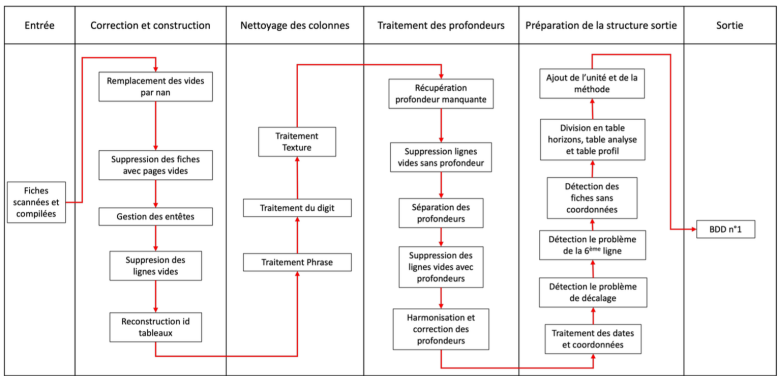 Entrée
Correction et construction
Nettoyage des colonnes
Traitement des profondeurs
Préparation de la structure sortie
Sortie
Fiches
scannées et
compilées
Remplacement des vides
par nan
Suppression des fiches
avec pages vides
Gestion des entêtes
Suppresion des
lignes vides
Reconstruction id
tableaux
Traitement
Texture
Traitement du digit
Traitement Phrase
Récupération
profondeur manquante
Suppression lignes
vides sans profondeur
Séparation des
profondeurs
Suppression des
lignes vides avec
profondeurs
Harmonisation et
correction des
profondeurs
Ajout de l'unité et de la
méthode
Division en table
horizons, table analyse
et table profil
Détection des
fiches sans
coordonnées
Détection le problème
de la 6ème ligne
Détection le problème
de décalage
Traitement des dates
et coordonnées
BDD n°1